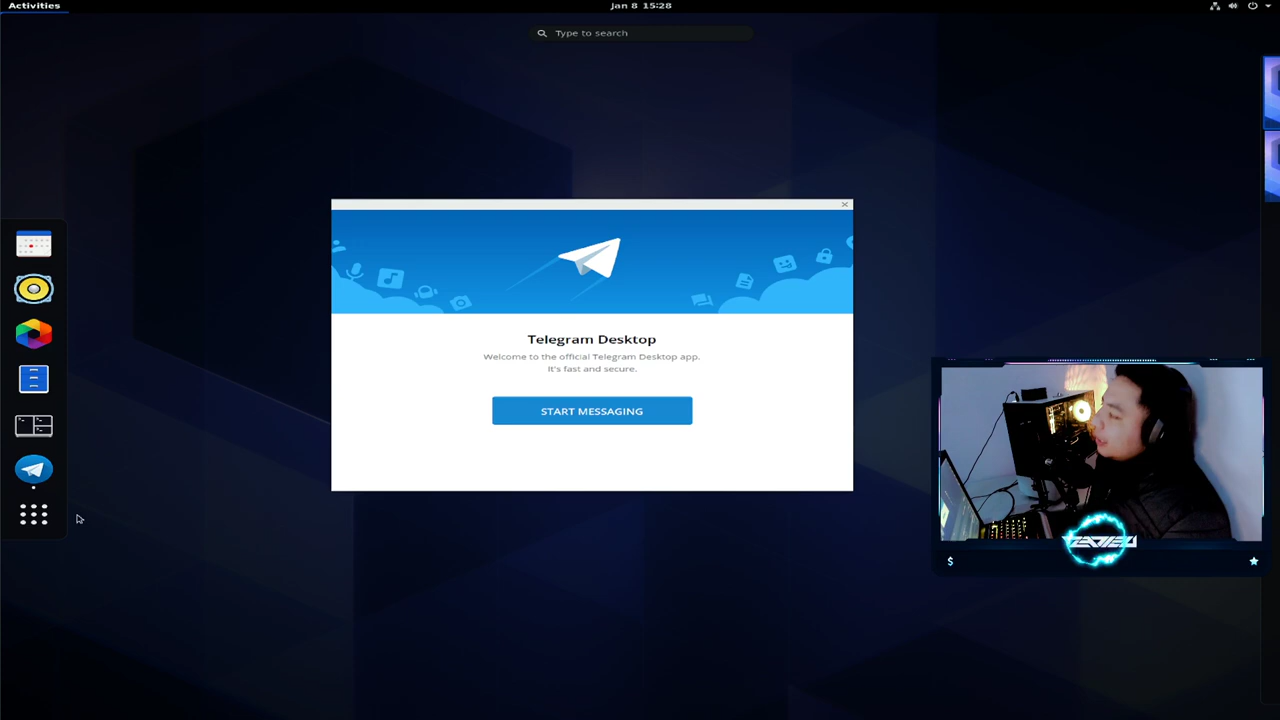 Activities
Jan 8 15:28
Type to search
Telegram Desktop
Welcome to the official Telegram Desktop app.
It's fast and secure.
START MESSAGING